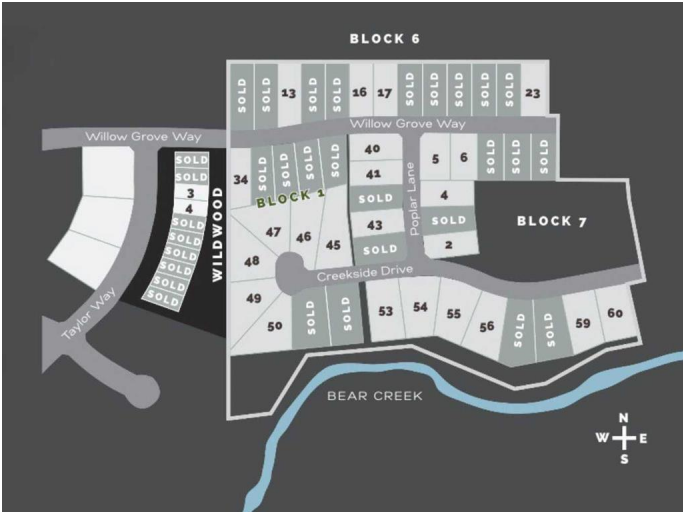 BLOCK 6
SOLD
SOLD
13
SOLD
SOLD
16
17
SOLD
SOLD
SOLD
SOLD
SOLD
23
Willow Grove Way
Willow Grove Way
SOLD
SOLD
3
4
SOLD
SOLD
SOLD
SOLD
SOLD
SOLD
WILDWOOD
Taylor Way
34
SOLD
SOLD
SOLD
SOLD
BLOCK 1
40
41
SOLD
43
SOLD
Poplar Lane
5
6
SOLD
SOLD
SOLD
4
SOLD
2
BLOCK 7
47
46
45
48
49
50
Creekside Drive
SOLD
SOLD
53
54
55
56
SOLD
SOLD
59
60
BEAR CREEK
N
W
E
S